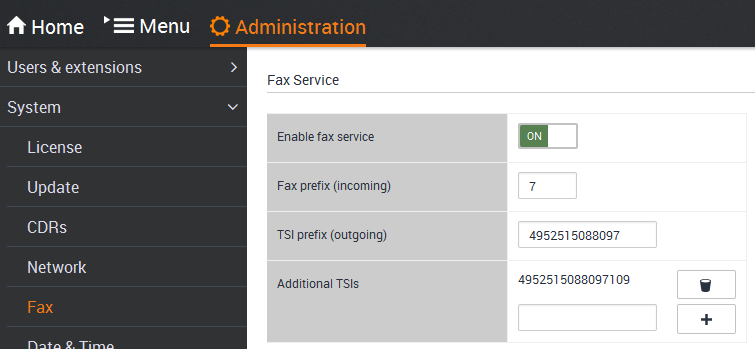 Home Menu Administration
Users & extensions
System
License
Update
CDRs
Network
Fax
Date & Time
Fax Service
Enable fax service ON
Fax prefix (incoming) 7
TSI prefix (outgoing) 4952515088097
Additional TSIs 4952515088097109